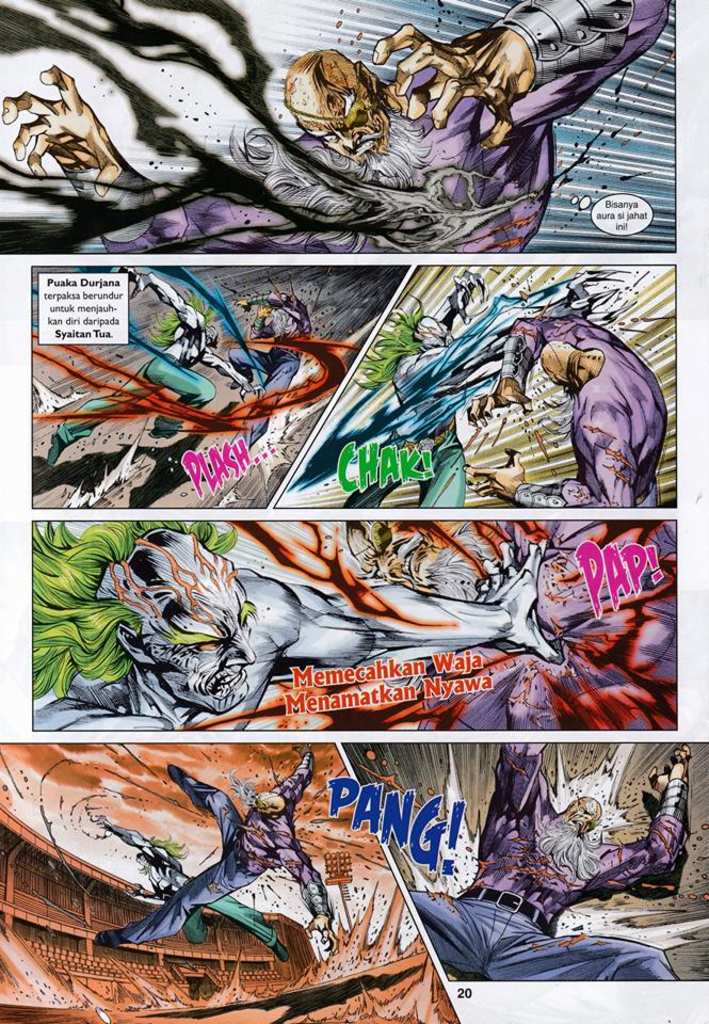 Bisanya
aura si jahat
ini!
Puaka Durjana
terpaksa berundur
untuk menjauh-
kan diri daripada
Syaitan Tua.
PLASH...
CHAK!
PAP!
Memecahkan Waja
Menamatkan Nyawa
PANG!
20